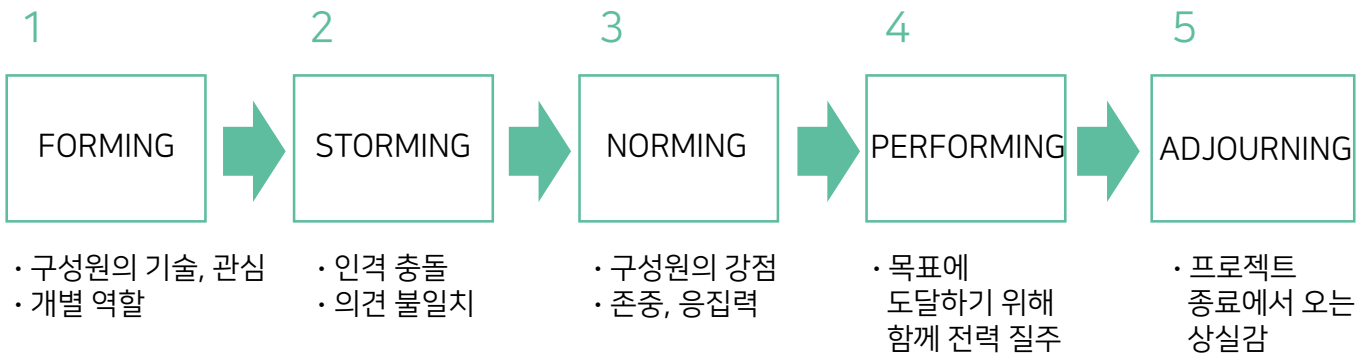 1
2
3
4
5
FORMING
STORMING
NORMING
PERFORMING
ADJOURNING
· 구성원의 기술, 관심
· 개별 역할
· 인격 충돌
· 의견 불일치
· 구성원의 강점
· 존중, 응집력
· 목표에
도달하기 위해
함께 전력 질주
· 프로젝트
종료에서 오는
상실감